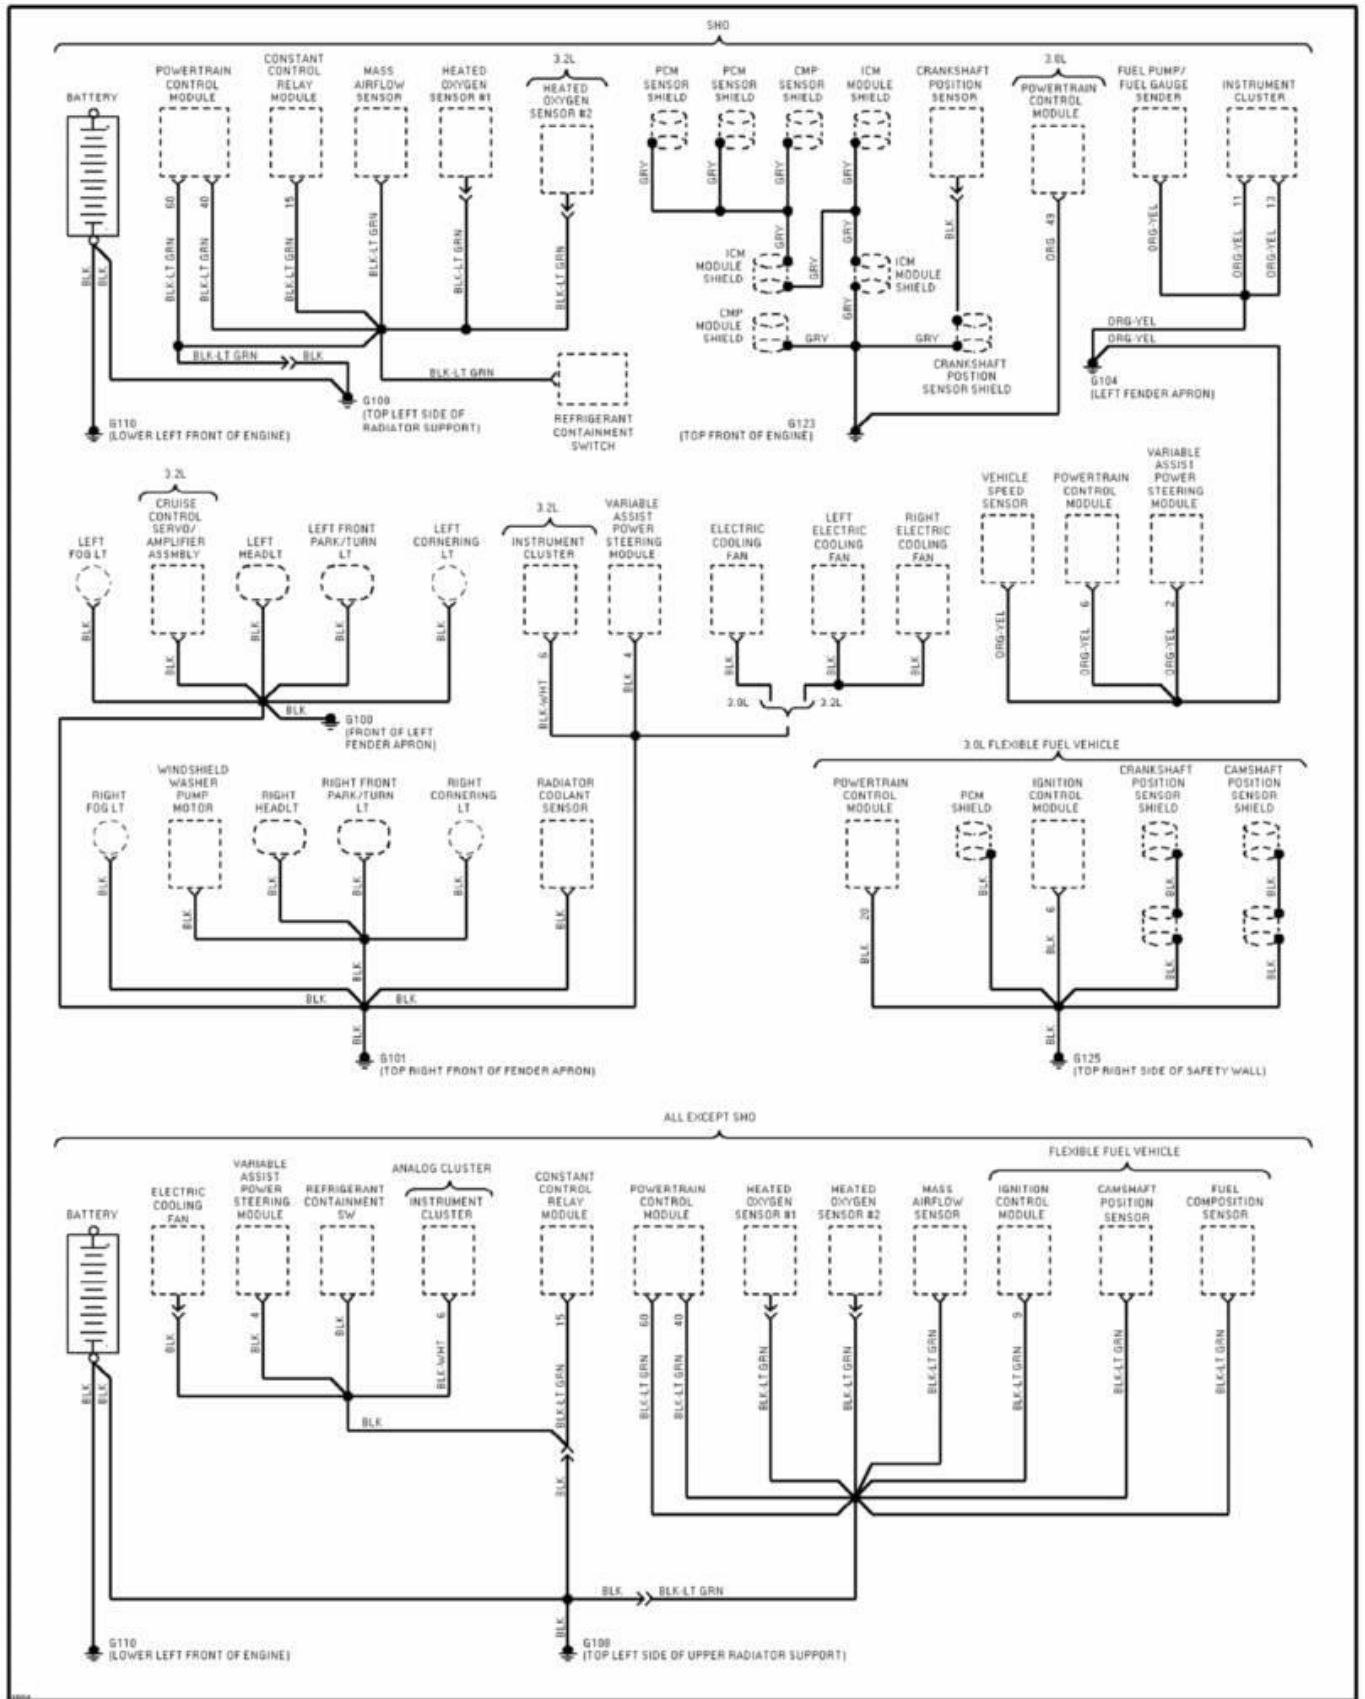 SHO
BATTERY
POWERTRAIN
CONTROL
MODULE
CONSTANT
CONTROL
RELAY
MODULE
MASS
AIRFLOW
SENSOR
HEATED
OXYGEN
SENSOR #1
3.2L
HEATED
OXYGEN
SENSOR #2
PCM
SENSOR
SHIELD
PCM
SENSOR
SHIELD
CMP
SENSOR
SHIELD
ICM
MODULE
SHIELD
CRANKSHAFT
POSITION
SENSOR
3.0L
POWERTRAIN
CONTROL
MODULE
FUEL PUMP/
FUEL GAUGE
SENDER
INSTRUMENT
CLUSTER
60
40
15
49
11
13
BLK
BLK
BLK-LT GRN
BLK-LT GRN
BLK-LT GRN
BLK-LT GRN
BLK-LT GRN
BLK-LT GRN
GRY
GRY
GRY
GRY
GRY
GRY
GRY
GRY
BLK
ORG
ORG-YEL
ORG-YEL
ORG-YEL
ICM
MODULE
SHIELD
ICM
MODULE
SHIELD
CMP
MODULE
SHIELD
GRY
GRY
CRANKSHAFT
POSTION
SENSOR SHIELD
ORG-YEL
ORG-YEL
G104
(LEFT FENDER APRON)
BLK-LT GRN
BLK
BLK-LT GRN
REFRIGERANT
CONTAINMENT
SWITCH
(TOP LEFT SIDE OF
RADIATOR SUPPORT)
G110
(LOWER LEFT FRONT OF ENGINE)
G123
(TOP FRONT OF ENGINE)
LEFT
FOG LT
3.2L
CRUISE
CONTROL
SERVO/
AMPLIFIER
ASSMBLY
LEFT
HEADLT
LEFT FRONT
PARK/TURN
LT
LEFT
CORNERING
LT
3.2L
INSTRUMENT
CLUSTER
VARIABLE
ASSIST
POWER
STEERING
MODULE
ELECTRIC
COOLING
FAN
LEFT
ELECTRIC
COOLING
FAN
RIGHT
ELECTRIC
COOLING
FAN
VEHICLE
SPEED
SENSOR
POWERTRAIN
CONTROL
MODULE
VARIABLE
ASSIST
POWER
STEERING
MODULE
BLK
BLK
BLK
BLK
BLK
6
BLK-WHT
4
BLK
BLK
BLK
BLK
3.0L
3.2L
ORG-YEL
6
ORG-YEL
2
ORG-YEL
BLK
G100
(FRONT OF LEFT
FENDER APRON)
RIGHT
FOG LT
WINDSHIELD
WASHER
PUMP
MOTOR
RIGHT
HEADLT
RIGHT FRONT
PARK/TURN
LT
RIGHT
CORNERING
LT
RADIATOR
COOLANT
SENSOR
3.0L FLEXIBLE FUEL VEHICLE
POWERTRAIN
CONTROL
MODULE
PCM
SHIELD
IGNITION
CONTROL
MODULE
CRANKSHAFT
POSITION
SENSOR
SHIELD
CAMSHAFT
POSITION
SENSOR
SHIELD
BLK
BLK
BLK
BLK
BLK
BLK
20
BLK
BLK
6
BLK
BLK
BLK
BLK
BLK
BLK
BLK
BLK
BLK
BLK
G101
(TOP RIGHT FRONT OF FENDER APRON)
G125
(TOP RIGHT SIDE OF SAFETY WALL)
ALL EXCEPT SHO
BATTERY
ELECTRIC
COOLING
FAN
VARIABLE
ASSIST
POWER
STEERING
MODULE
REFRIGERANT
CONTAINMENT
SW
ANALOG CLUSTER
INSTRUMENT
CLUSTER
CONSTANT
CONTROL
RELAY
MODULE
POWERTRAIN
CONTROL
MODULE
HEATED
OXYGEN
SENSOR #1
HEATED
OXYGEN
SENSOR #2
MASS
AIRFLOW
SENSOR
FLEXIBLE FUEL VEHICLE
IGNITION
CONTROL
MODULE
CAMSHAFT
POSITION
SENSOR
FUEL
COMPOSITION
SENSOR
BLK
BLK
BLK
4
BLK
BLK
6
BLK-WHT
15
BLK-LT GRN
60
BLK-LT GRN
40
BLK-LT GRN
BLK-LT GRN
BLK-LT GRN
BLK-LT GRN
9
BLK-LT GRN
BLK-LT GRN
BLK-LT GRN
BLK
BLK
BLK
BLK-LT GRN
BLK
G110
(LOWER LEFT FRONT OF ENGINE)
(TOP LEFT SIDE OF UPPER RADIATOR SUPPORT)